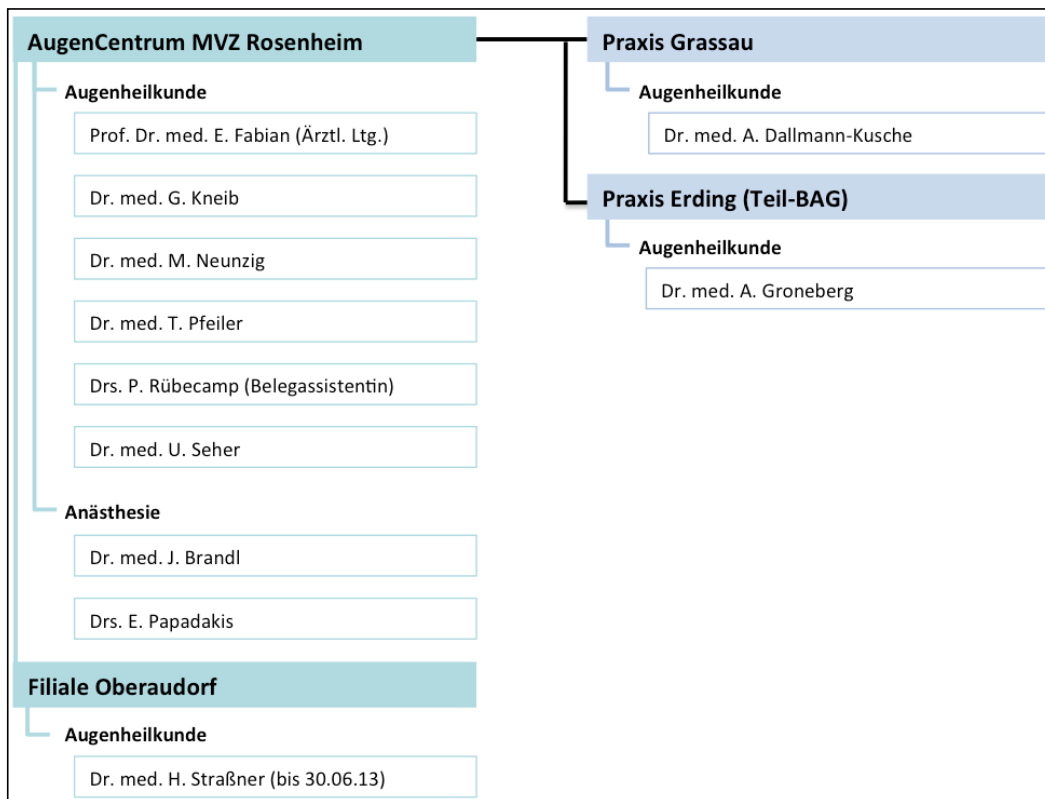 AugenCentrum MVZ Rosenheim
Augenheilkunde
Prof. Dr. med. E. Fabian (Ärztl. Ltg.)
Dr. med. G. Kneib
Dr. med. M. Neunzig
Dr. med. T. Pfeiler
Drs. P. Rübecamp (Belegassistentin)
Dr. med. U. Seher
Anästhesie
Dr. med. J. Brandl
Drs. E. Papadakis
Filiale Oberaudorf
Augenheilkunde
Dr. med. H. Straßner (bis 30.06.13)
Praxis Grassau
Augenheilkunde
Dr. med. A. Dallmann-Kusche
Praxis Erding (Teil-BAG)
Augenheilkunde
Dr. med. A. Groneberg